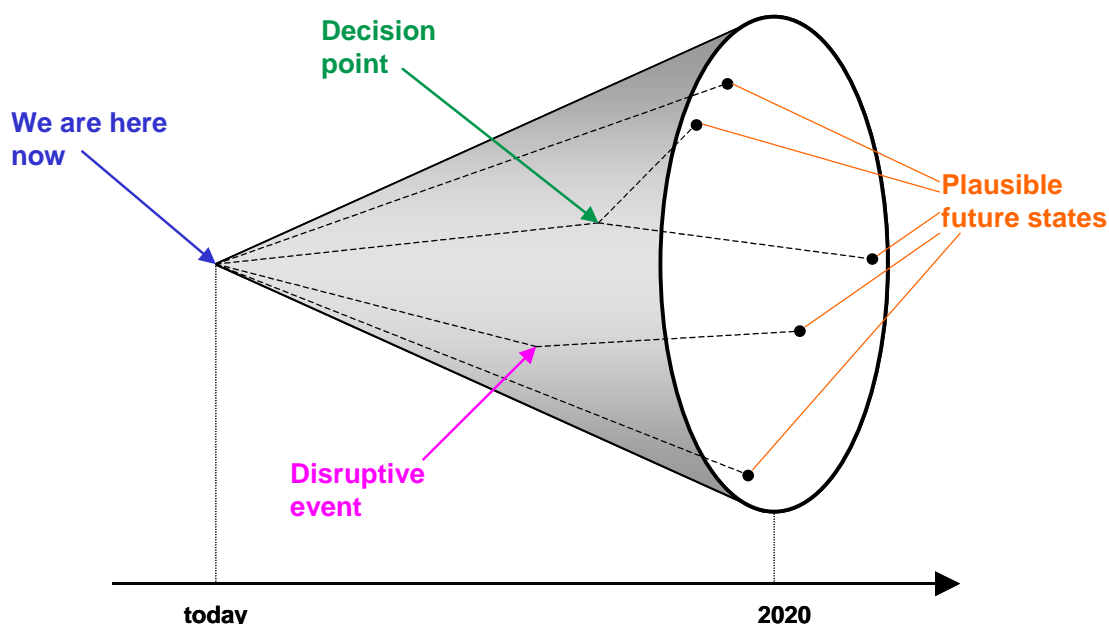 Decision
point
We are here
now
Plausible
future states
Disruptive
event
today
2020